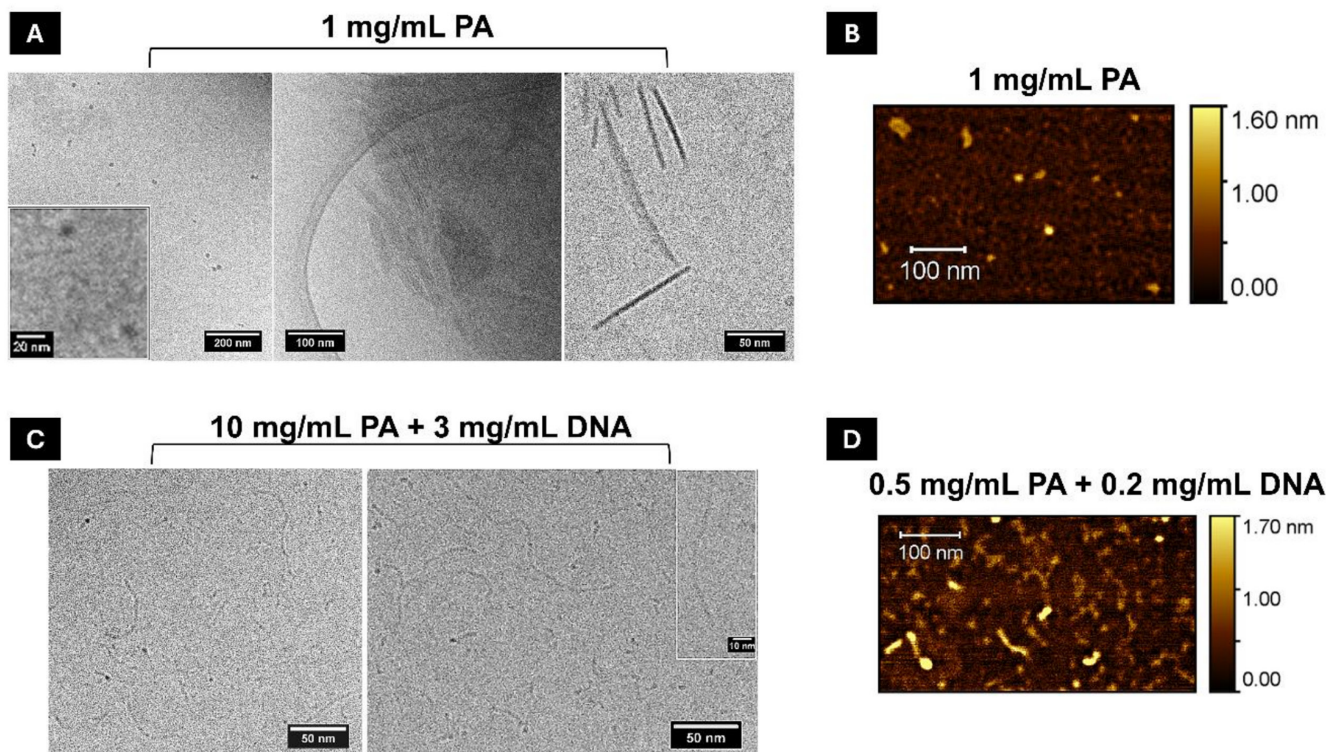 A
1 mg/mL PA
20 nm
200 nm
100 nm
50 nm
B
1 mg/mL PA
100 nm
1.60 nm
1.00
0.00
C
10 mg/mL PA + 3 mg/mL DNA
50 nm
10 nm
50 nm
D
0.5 mg/mL PA + 0.2 mg/mL DNA
100 nm
1.70 nm
1.00
0.00